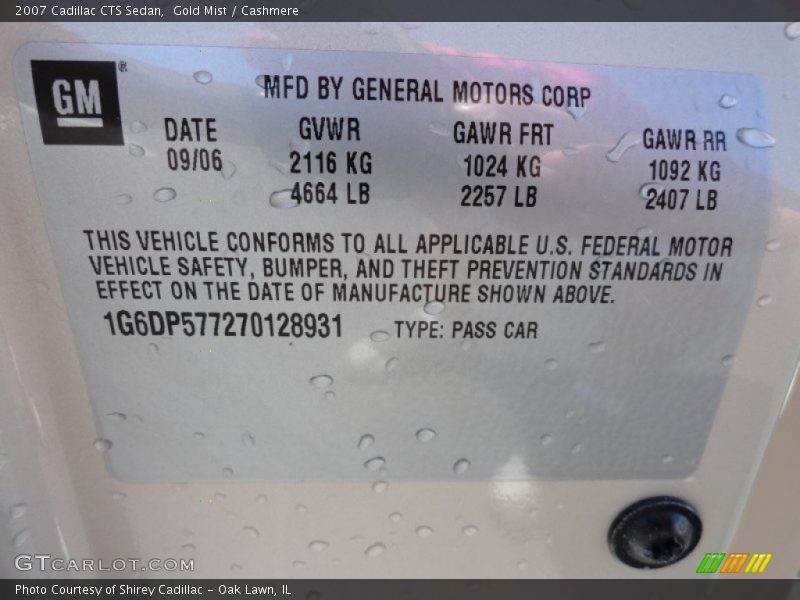 2007 Cadillac CTS Sedan, Gold Mist / Cashmere
GM®
MFD BY GENERAL MOTORS CORP
DATE GVWR GAWR FRT GAWR RR
09/06 2116 KG 1024 KG 1092 KG
4664 LB 2257 LB 2407 LB
THIS VEHICLE CONFORMS TO ALL APPLICABLE U.S. FEDERAL MOTOR
VEHICLE SAFETY, BUMPER, AND THEFT PREVENTION STANDARDS IN
EFFECT ON THE DATE OF MANUFACTURE SHOWN ABOVE.
1G6DP577270128931 TYPE: PASS CAR
GTCARLOT.COM
Photo Courtesy of Shirey Cadillac - Oak Lawn, IL